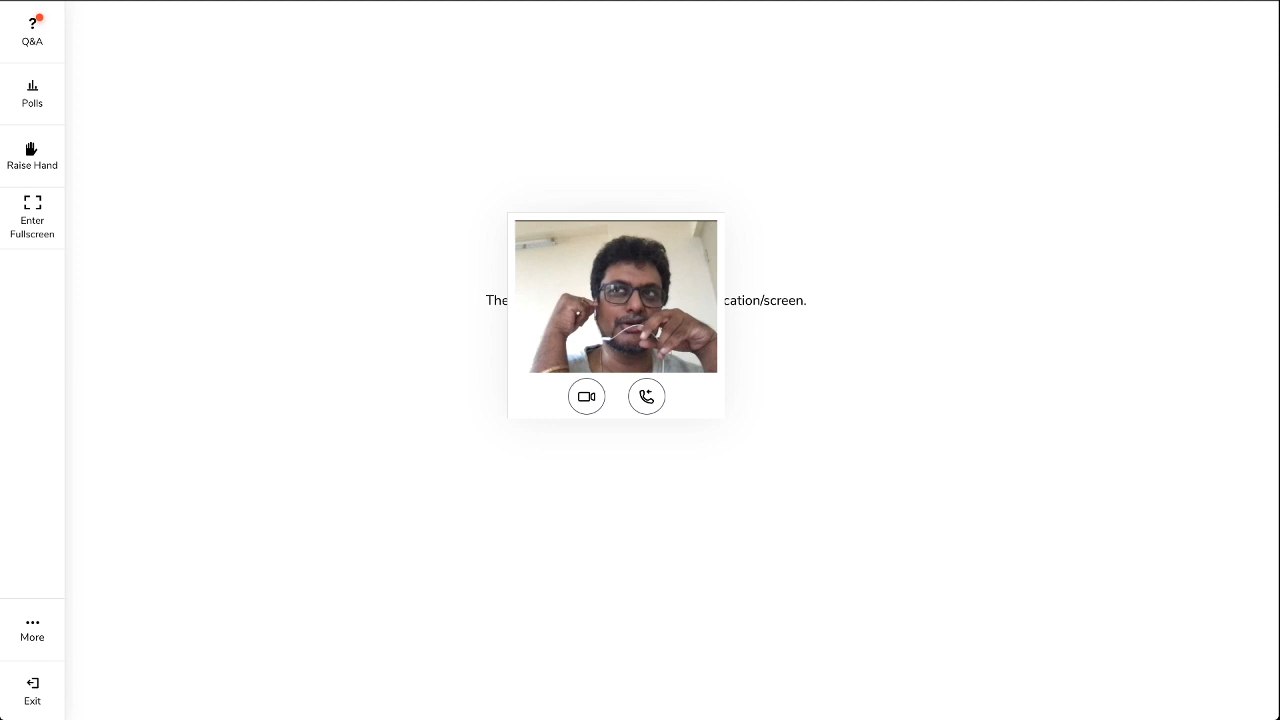 ?
Q&A
Polls
Raise Hand
Enter
Fullscreen
The
cation/screen.
More
Exit